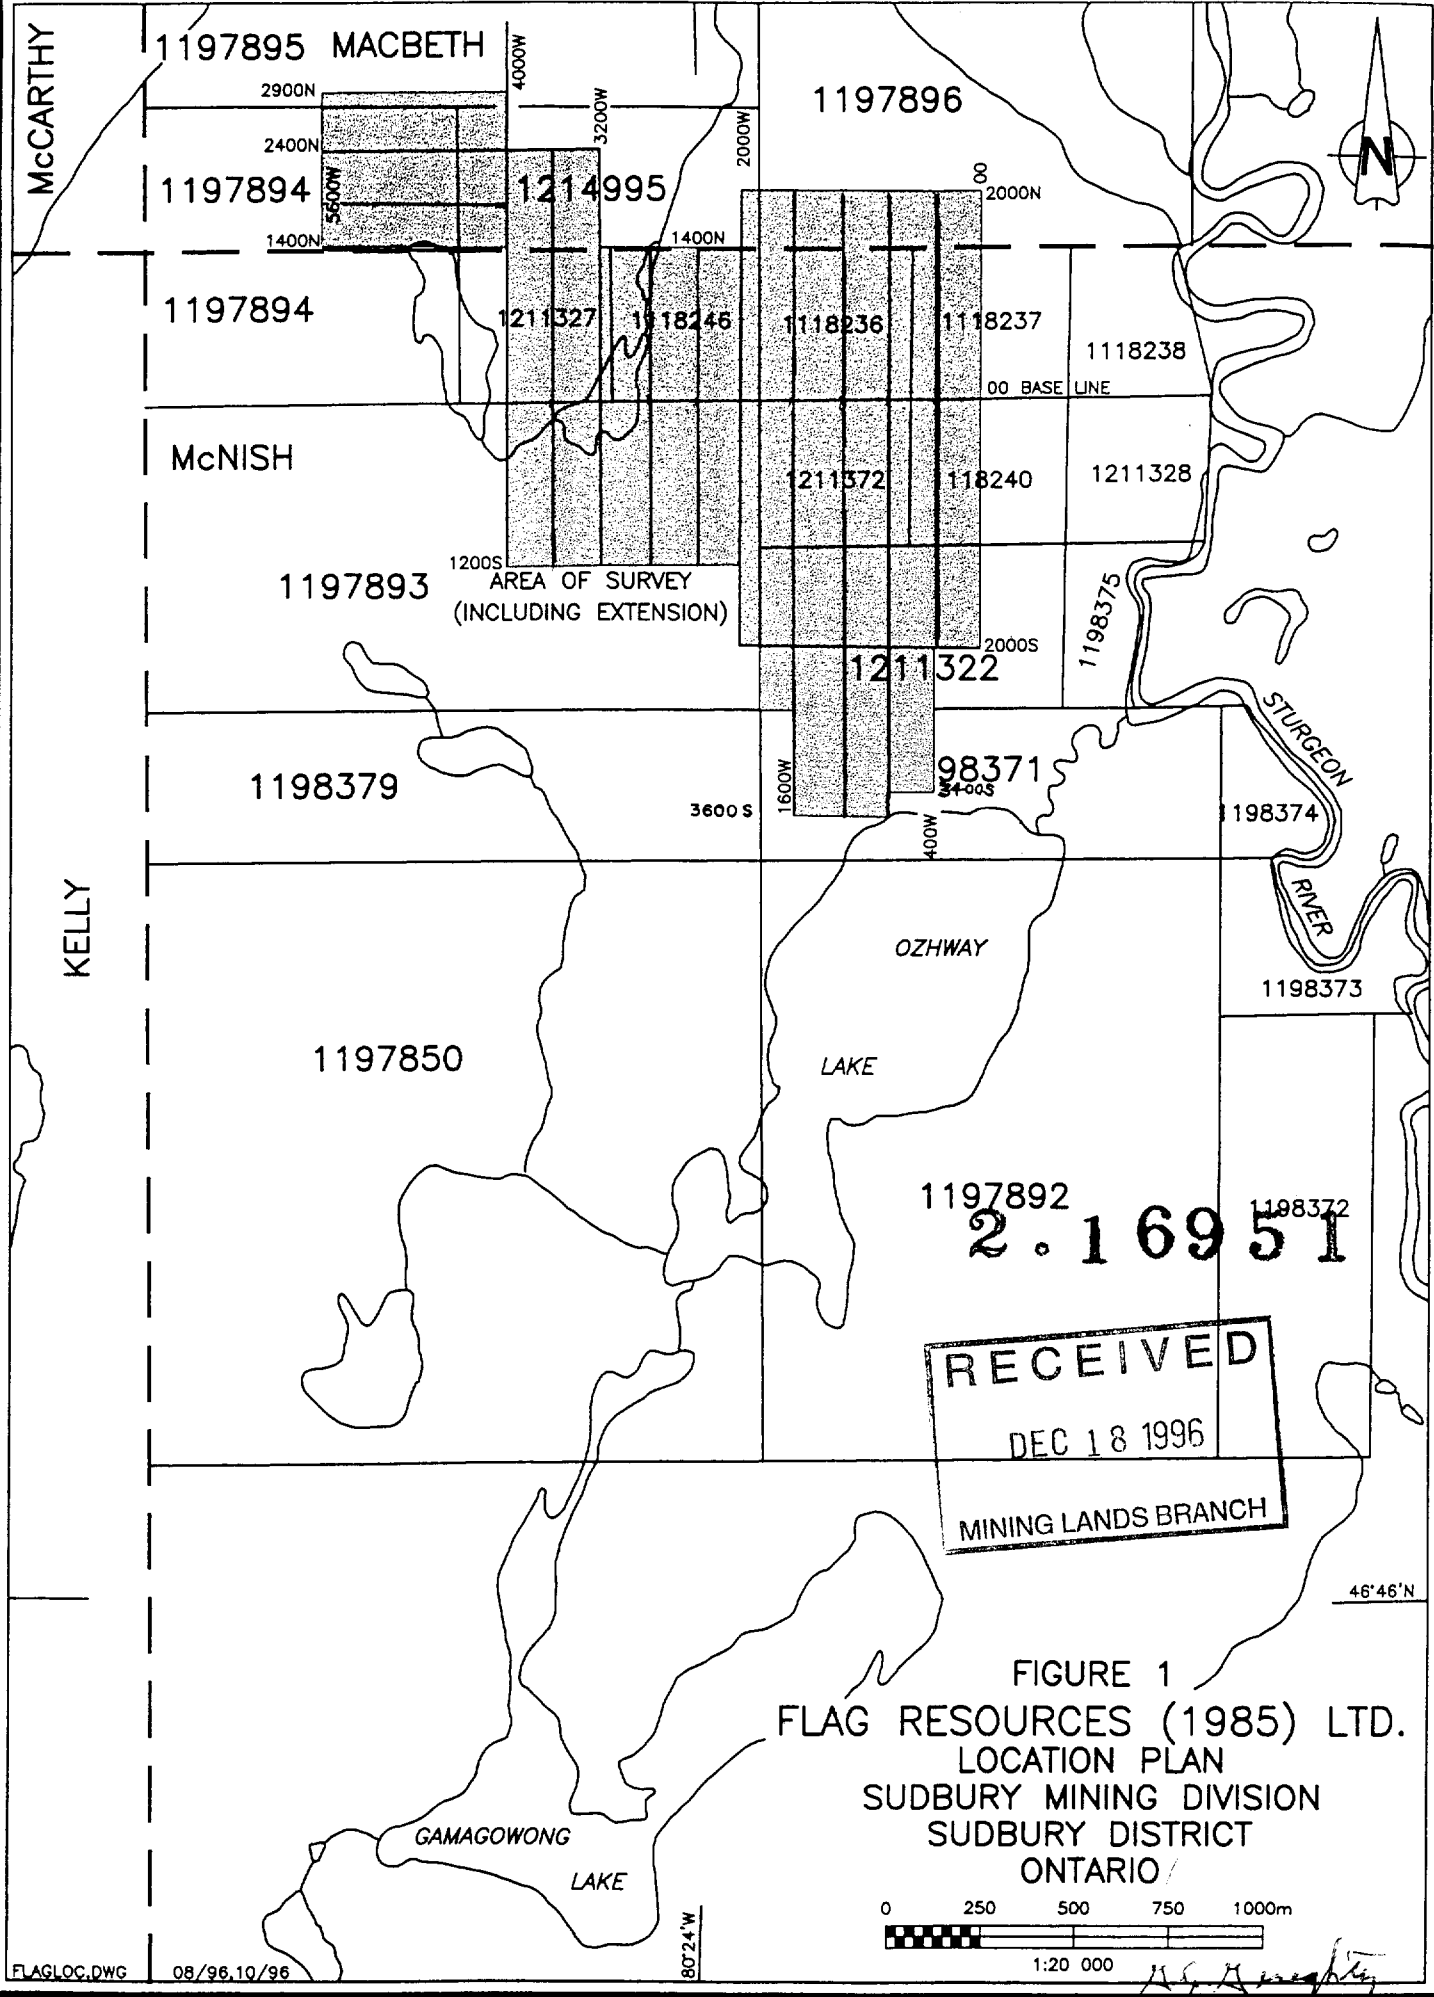 McCARTHY
1197895 MACBETH
4000W
2900N
3200W
2000W
1197896
N
2400N
1197894
5600W
1214995
00
2000N
1400N
1400N
1197894
1211327
1118246
1118236
1118237
1118238
00 BASE LINE
McNISH
1211372
118240
1211328
1200S
AREA OF SURVEY
(INCLUDING EXTENSION)
1197893
1198375
2000S
1211322
STURGEON
RIVER
1198379
98371
1600W
3600 S
3400S
400W
1198374
KELLY
OZHWAY
LAKE
1198373
1197850
1197892
1198372
2.16951
RECEIVED
DEC 18 1996
MINING LANDS BRANCH
46°46'N
FIGURE 1
FLAG RESOURCES (1985) LTD.
LOCATION PLAN
SUDBURY MINING DIVISION
SUDBURY DISTRICT
ONTARIO
GAMAGOWONG
LAKE
80°24'W
0 250 500 750 1000m
1:20 000
FLAGLOC.DWG
08/96,10/96